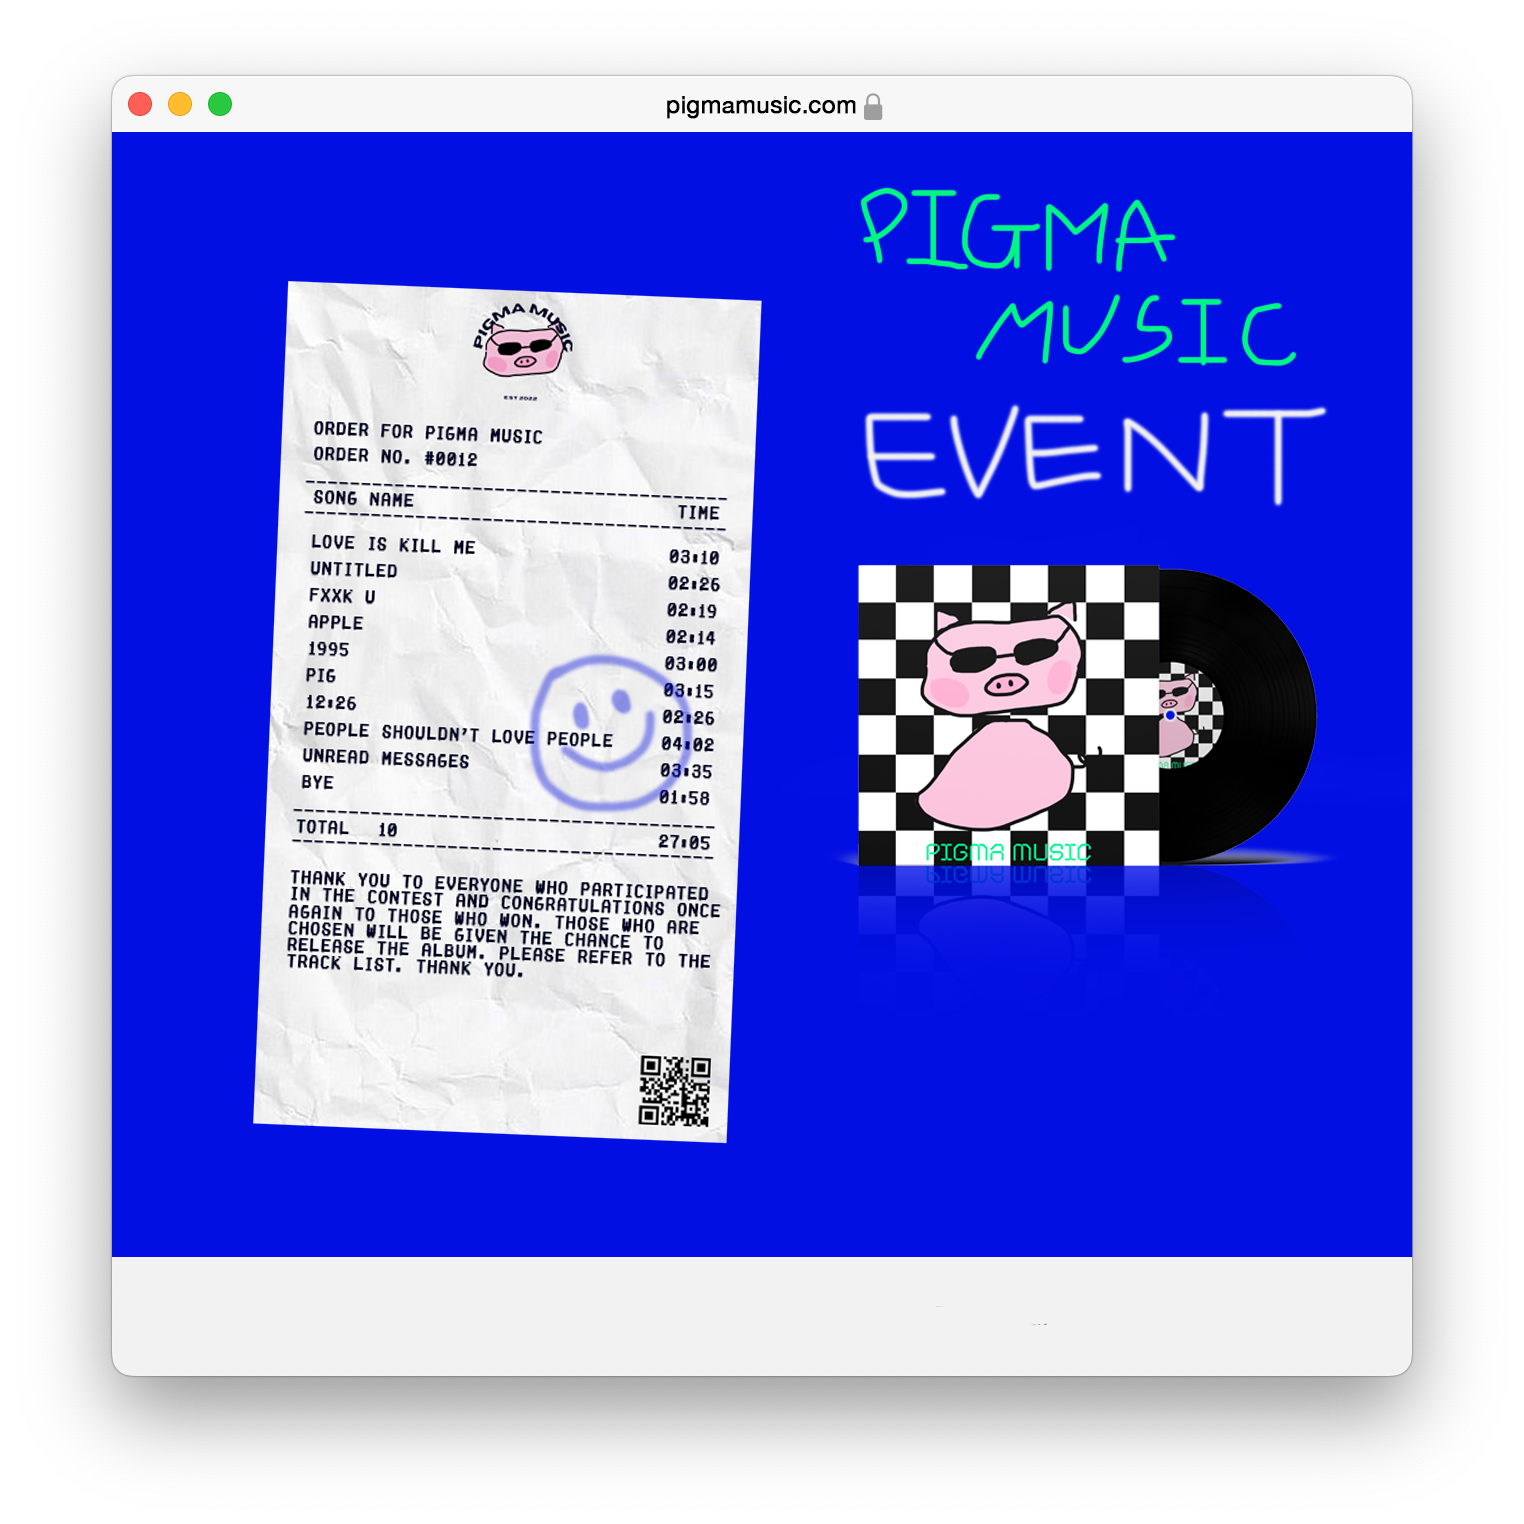 pigmamusic.com
PIGMA MUSIC
EST 2022
ORDER FOR PIGMA MUSIC
ORDER NO. #0012
SONG NAME TIME
LOVE IS KILL ME 03:10
UNTITLED 02:26
FXXK U 02:19
APPLE 02:14
1995 03:00
PIG 03:15
12:26 02:26
PEOPLE SHOULDN'T LOVE PEOPLE 04:02
UNREAD MESSAGES 03:35
BYE 01:58
TOTAL 10 27:05
THANK YOU TO EVERYONE WHO PARTICIPATED
IN THE CONTEST AND CONGRATULATIONS ONCE
AGAIN TO THOSE WHO WON. THOSE WHO ARE
CHOSEN WILL BE GIVEN THE CHANCE TO
RELEASE THE ALBUM. PLEASE REFER TO THE
TRACK LIST. THANK YOU.
PIGMA
MUSIC
EVENT
PIGMA MUSIC